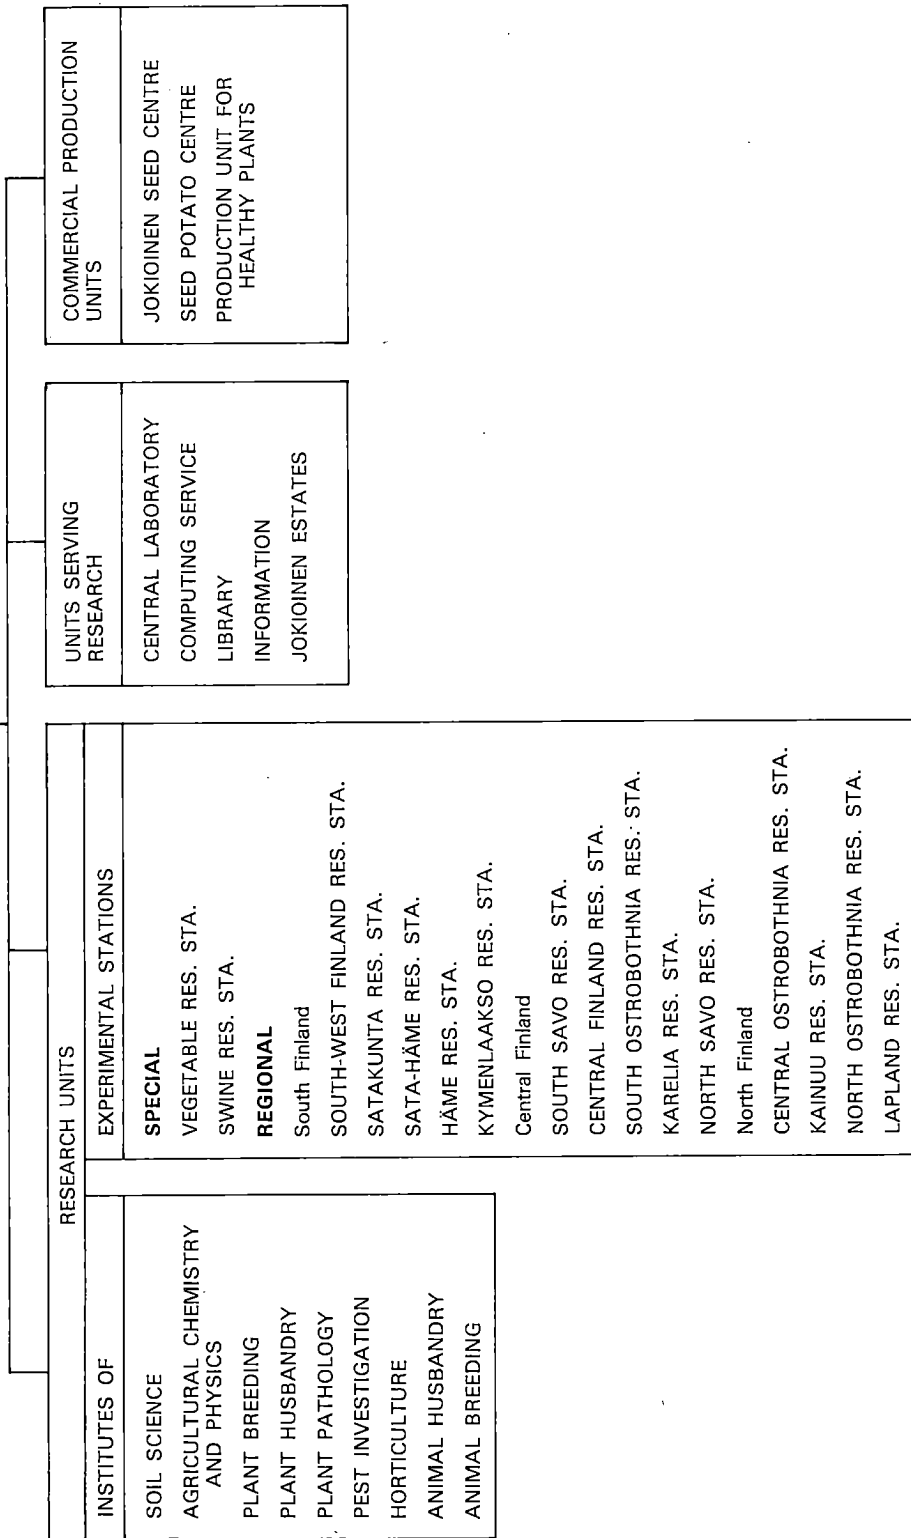 RESEARCH UNITS
INSTITUTES OF
SOIL SCIENCE
AGRICULTURAL CHEMISTRY
AND PHYSICS
PLANT BREEDING
PLANT HUSBANDRY
PLANT PATHOLOGY
PEST INVESTIGATION
HORTICULTURE
ANIMAL HUSBANDRY
ANIMAL BREEDING
EXPERIMENTAL STATIONS
SPECIAL
VEGETABLE RES. STA.
SWINE RES. STA.
REGIONAL
South Finland
SOUTH-WEST FINLAND RES. STA.
SATAKUNTA RES. STA.
SATA-HÄME RES. STA.
HÄME RES. STA.
KYMENLAAKSO RES. STA.
Central Finland
SOUTH SAVO RES. STA.
CENTRAL FINLAND RES. STA.
SOUTH OSTROBOTHNIA RES. STA.
KARELIA RES. STA.
NORTH SAVO RES. STA.
North Finland
CENTRAL OSTROBOTHNIA RES. STA.
KAINUU RES. STA.
NORTH OSTROBOTHNIA RES. STA.
LAPLAND RES. STA.
UNITS SERVING
RESEARCH
CENTRAL LABORATORY
COMPUTING SERVICE
LIBRARY
INFORMATION
JOKIOINEN ESTATES
COMMERCIAL PRODUCTION
UNITS
JOKIOINEN SEED CENTRE
SEED POTATO CENTRE
PRODUCTION UNIT FOR
HEALTHY PLANTS